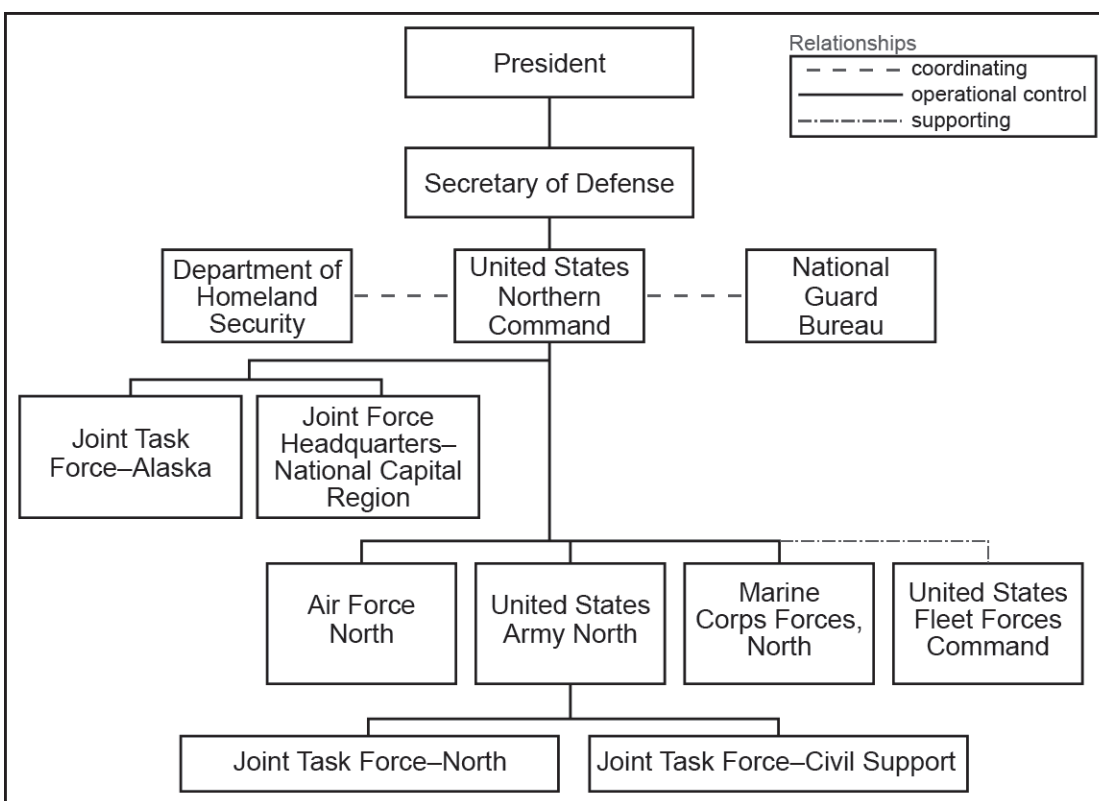 President
Relationships
coordinating
operational control
supporting
Secretary of Defense
Department of
Homeland
Security
United States
Northern
Command
National
Guard
Bureau
Joint Task
Force–Alaska
Joint Force
Headquarters–
National Capital
Region
Air Force
North
United States
Army North
Marine
Corps Forces,
North
United States
Fleet Forces
Command
Joint Task Force–North
Joint Task Force–Civil Support